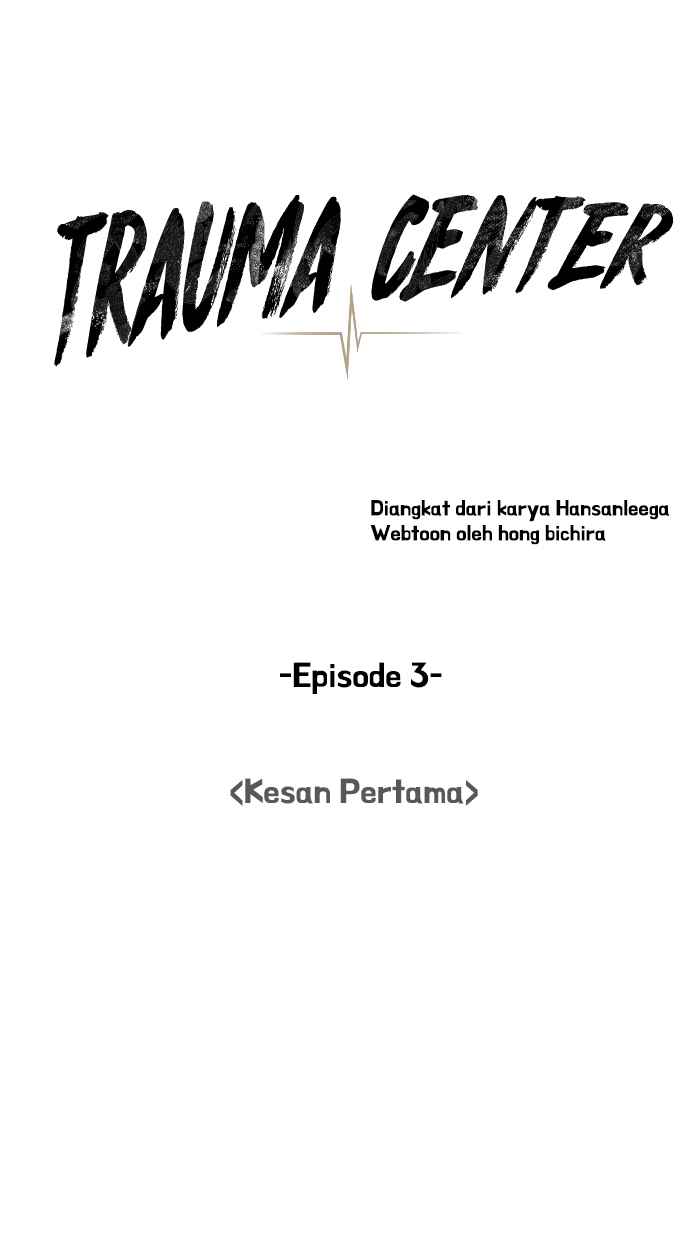 TRAUMA CENTER
Diangkat dari karya Hansanleega
Webtoon oleh hong bichira
-Episode 3-
<Kesan Pertama>